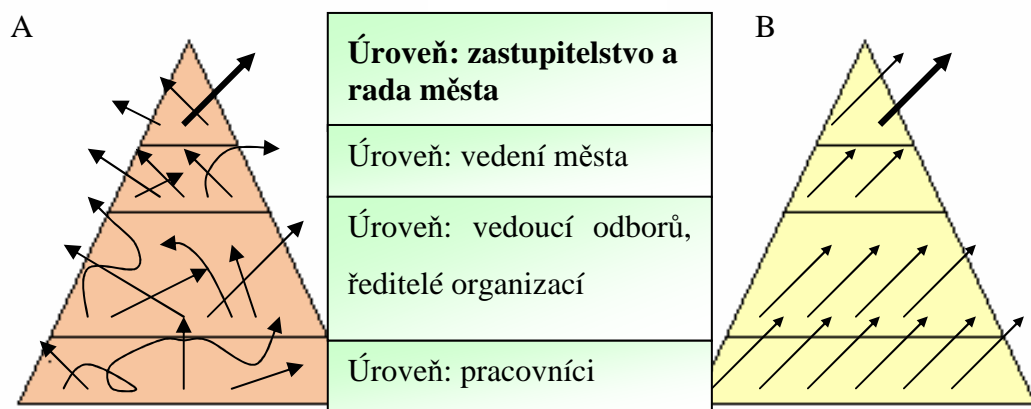 A
B
Úroveň: zastupitelstvo a
rada města
Úroveň: vedení města
Úroveň: vedoucí odborů,
ředitelé organizací
Úroveň: pracovníci